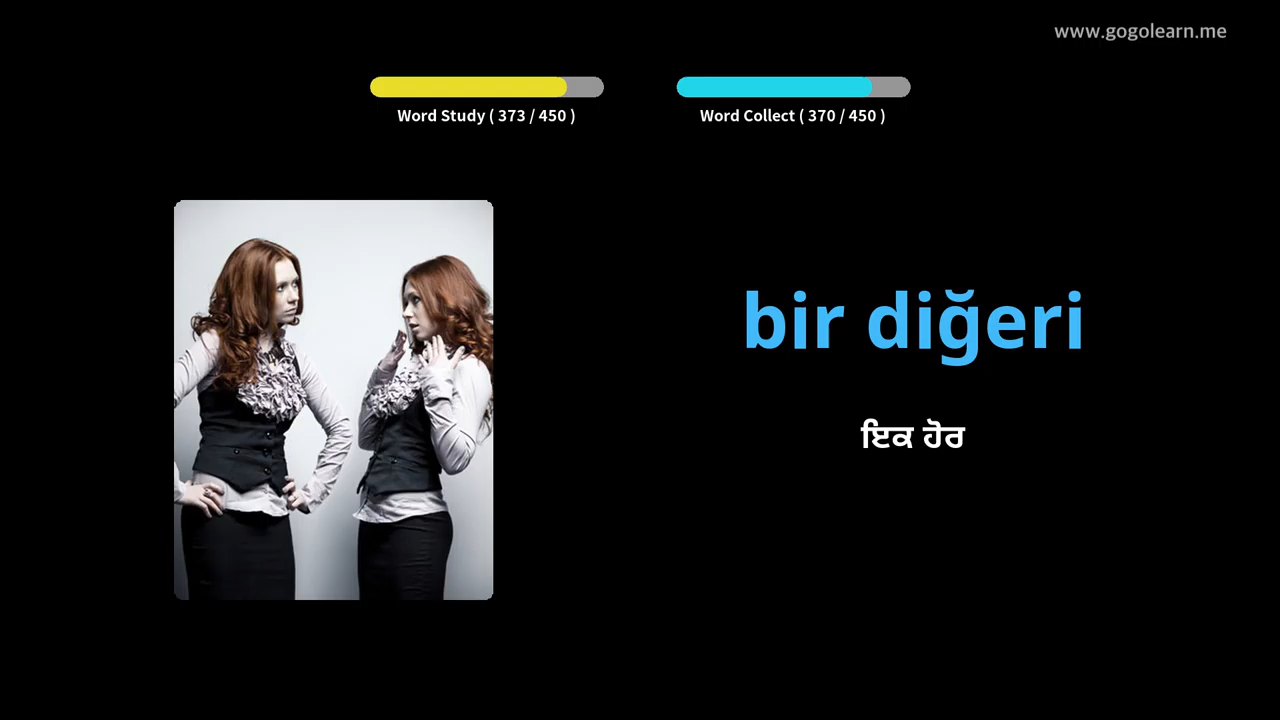 www.gogolearn.me
Word Study ( 373 / 450 )
Word Collect ( 370 / 450 )
bir diğeri
ਇਕ ਹੋਰ